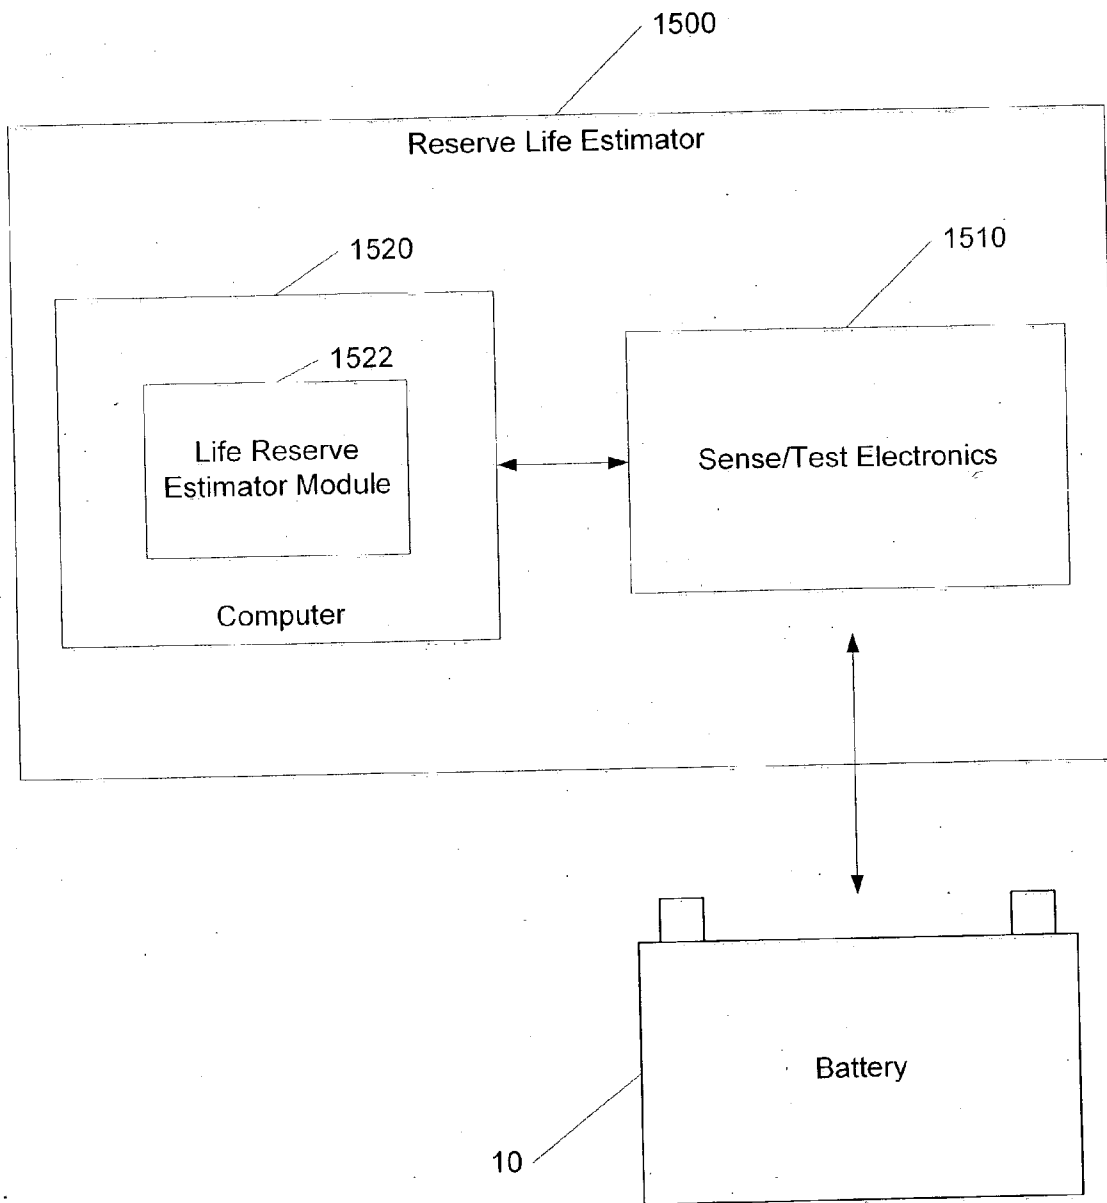 1500
Reserve Life Estimator
1520
1510
1522
Life Reserve
Estimator Module
Sense/Test Electronics
Computer
Battery
10